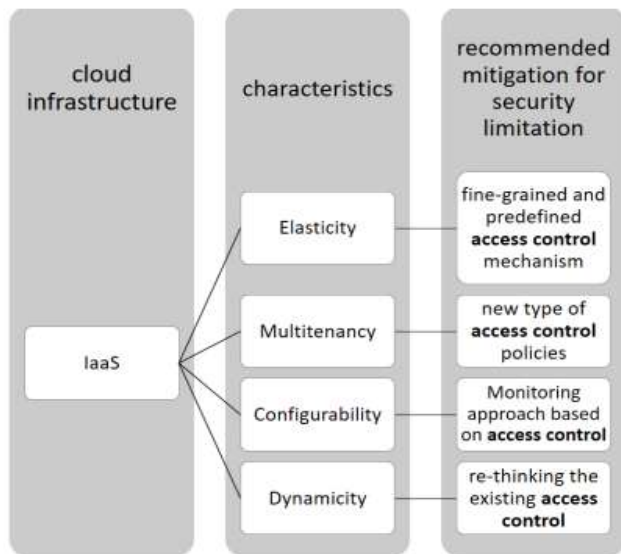 cloud
infrastructure
characteristics
recommended
mitigation for
security
limitation
IaaS
Elasticity
fine-grained and
predefined
access control
mechanism
Multitenancy
new type of
access control
policies
Configurability
Monitoring
approach based
on access control
Dynamicity
re-thinking the
existing access
control